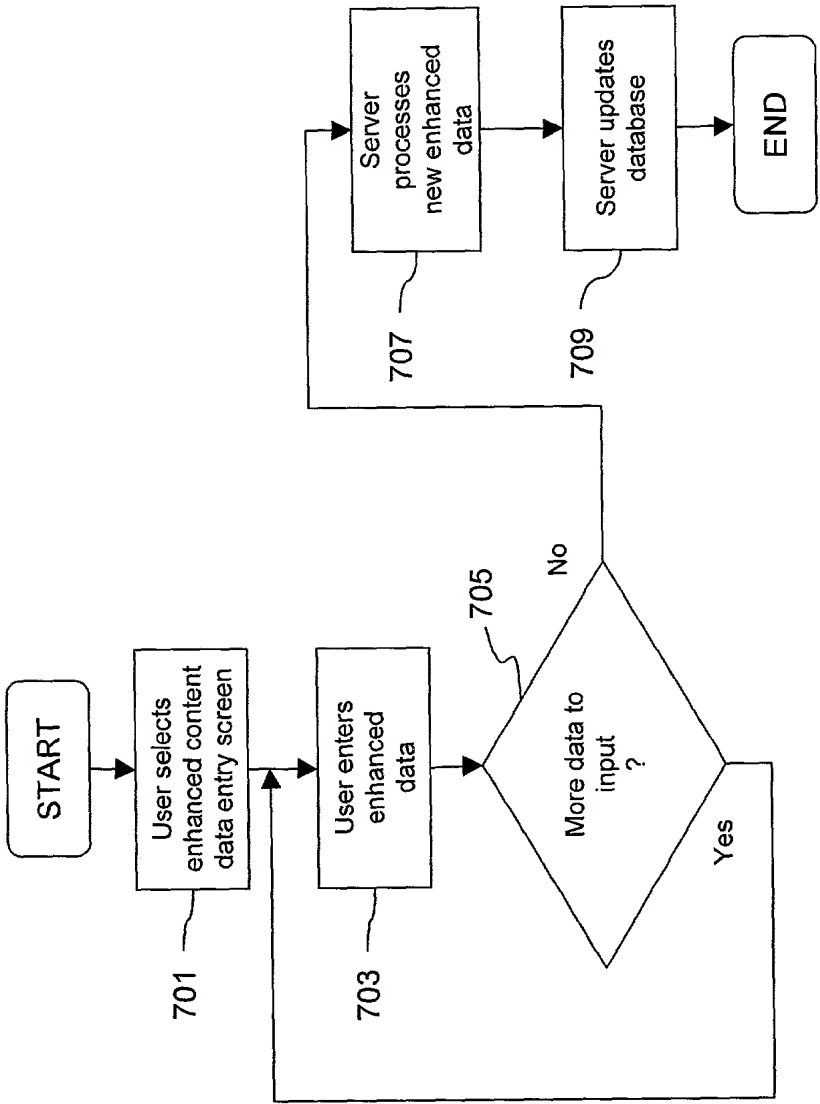 START
User selects
enhanced content
data entry screen
701
User enters
enhanced
data
703
More data to
input
?
705
Yes
No
Server
processes
new enhanced
data
707
Server updates
database
709
END